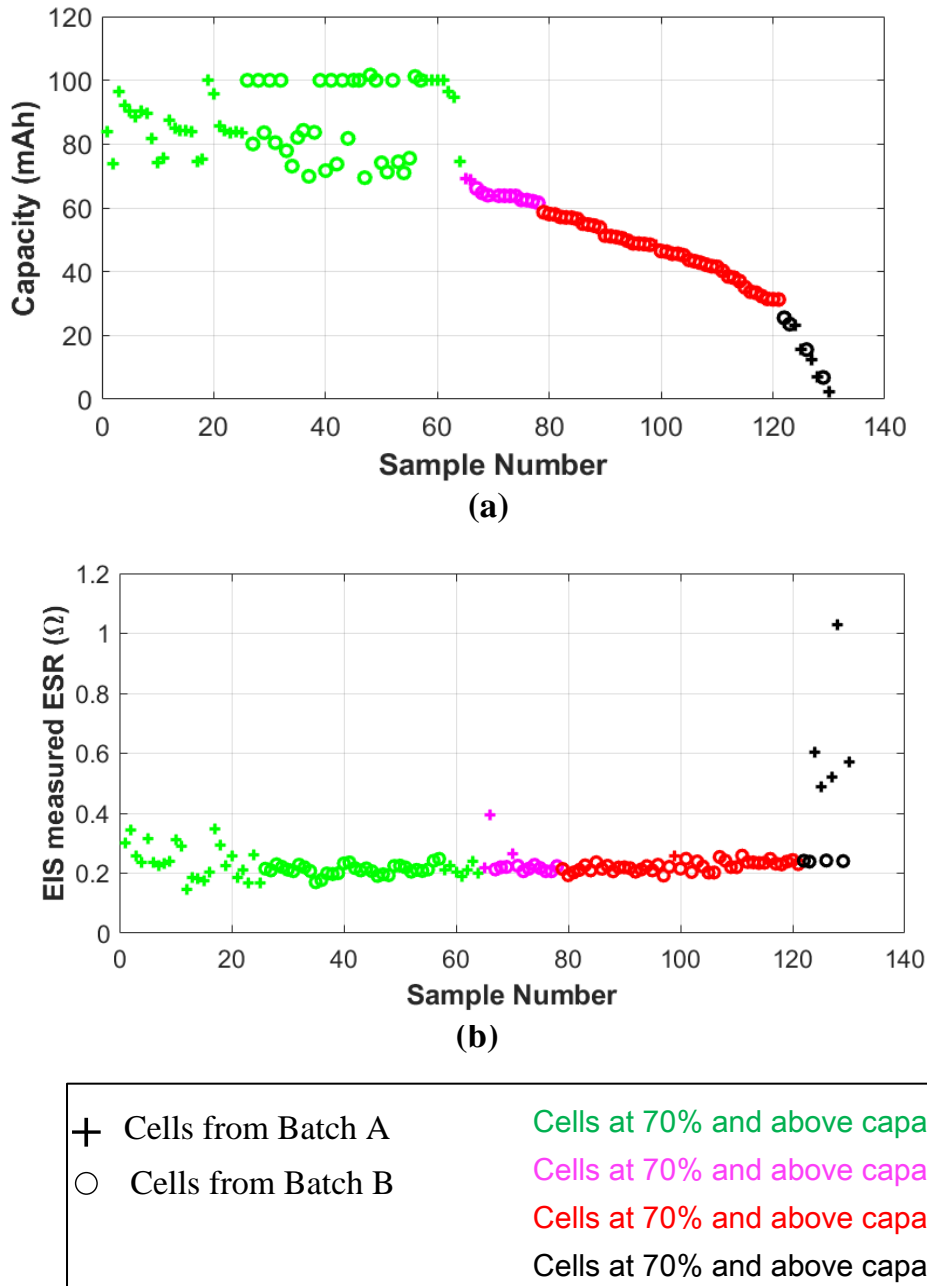 120
100
80
60
40
20
0
Capacity (mAh)
0 20 40 60 80 100 120 140
Sample Number
(a)
1.2
1
0.8
0.6
0.4
0.2
0
EIS measured ESR (Ω)
0 20 40 60 80 100 120 140
Sample Number
(b)
Cells from Batch A
Cells from Batch B
Cells at 70% and above capa
Cells at 70% and above capa
Cells at 70% and above capa
Cells at 70% and above capa